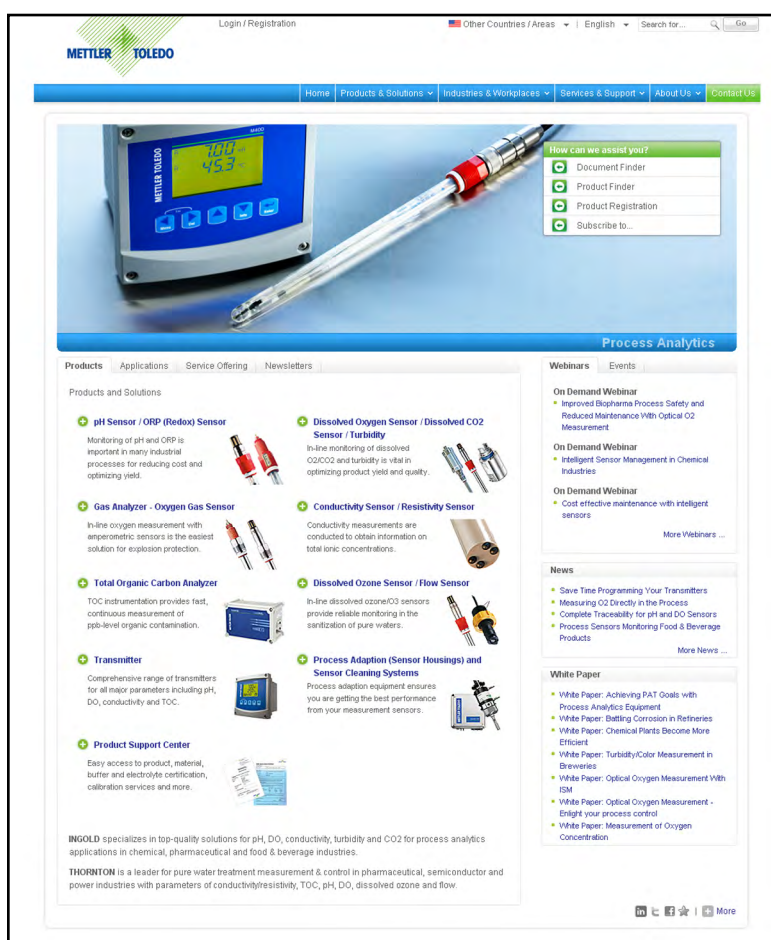 Login / Registration
Other Countries / Areas | English Search for... Go
METTLER TOLEDO
Home Products & Solutions Industries & Workplaces Services & Support About Us Contact Us
M400
METTLER TOLEDO
7.00
45.3
How can we assist you?
Document Finder
Product Finder
Product Registration
Subscribe to...
Process Analytics
Products Applications Service Offering Newsletters
Products and Solutions
pH Sensor / ORP (Redox) Sensor
Monitoring of pH and ORP is
important in many industrial
processes for reducing cost and
optimizing yield.
Dissolved Oxygen Sensor / Dissolved CO2
Sensor / Turbidity
In-line monitoring of dissolved
O2/CO2 and turbidity is vital in
optimizing product yield and quality.
Gas Analyzer - Oxygen Gas Sensor
In-line oxygen measurement with
amperometric sensors is the easiest
solution for explosion protection.
Conductivity Sensor / Resistivity Sensor
Conductivity measurements are
conducted to obtain information on
total ionic concentrations.
Total Organic Carbon Analyzer
TOC instrumentation provides fast,
continuous measurement of
ppb-level organic contamination.
Dissolved Ozone Sensor / Flow Sensor
In-line dissolved ozone/O3 sensors
provide reliable monitoring in the
sanitization of pure waters.
Transmitter
Comprehensive range of transmitters
for all major parameters including pH,
DO, conductivity and TOC.
Process Adaption (Sensor Housings) and
Sensor Cleaning Systems
Process adaption equipment ensures
you are getting the best performance
from your measurement sensors.
Product Support Center
Easy access to product, material,
buffer and electrolyte certification,
calibration services and more.
INGOLD specializes in top-quality solutions for pH, DO, conductivity, turbidity and CO2 for process analytics
applications in chemical, pharmaceutical and food & beverage industries.
THORNTON is a leader for pure water treatment measurement & control in pharmaceutical, semiconductor and
power industries with parameters of conductivity/resistivity, TOC, pH, DO, dissolved ozone and flow.
Webinars Events
On Demand Webinar
Improved Biopharma Process Safety and
Reduced Maintenance With Optical O2
Measurement
On Demand Webinar
Intelligent Sensor Management in Chemical
Industries
On Demand Webinar
Cost effective maintenance with intelligent
sensors
More Webinars ...
News
Save Time Programming Your Transmitters
Measuring O2 Directly in the Process
Complete Traceability for pH and DO Sensors
Process Sensors Monitoring Food & Beverage
Products
More News ...
White Paper
White Paper: Achieving PAT Goals with
Process Analytics Equipment
White Paper: Battling Corrosion in Refineries
White Paper: Chemical Plants Become More
Efficient
White Paper: Turbidity/Color Measurement in
Breweries
White Paper: Optical Oxygen Measurement With
ISM
White Paper: Optical Oxygen Measurement -
Enlight your process control
White Paper: Measurement of Oxygen
Concentration
| More